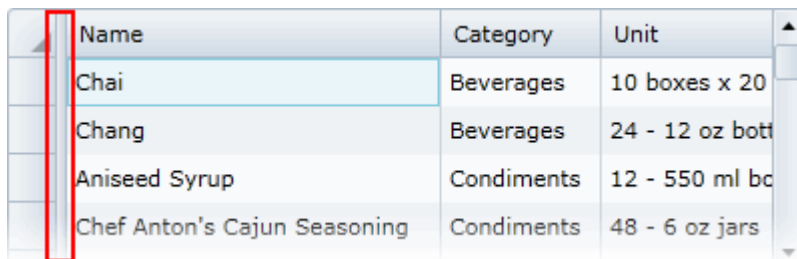 Name Category Unit
Chai Beverages 10 boxes x 20
Chang Beverages 24 - 12 oz bott
Aniseed Syrup Condiments 12 - 550 ml bo
Chef Anton's Cajun Seasoning Condiments 48 - 6 oz jars